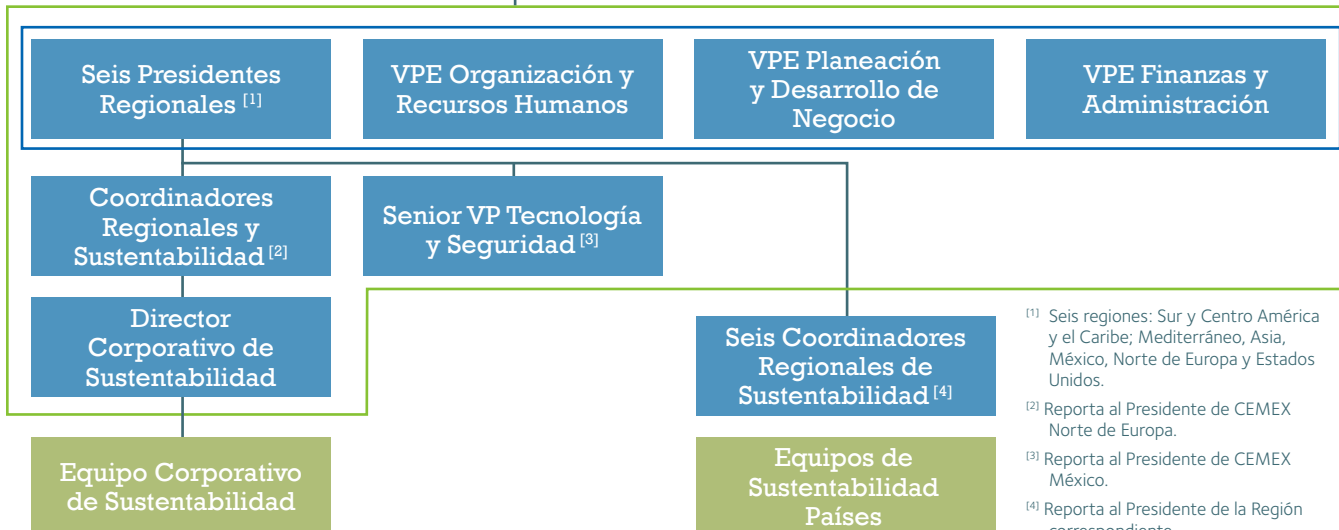 Seis Presidentes
Regionales [1]
VPE Organización y
Recursos Humanos
VPE Planeación
y Desarrollo de
Negocio
VPE Finanzas y
Administración
Coordinadores
Regionales y
Sustentabilidad [2]
Senior VP Tecnología
y Seguridad [3]
Director
Corporativo de
Sustentabilidad
Seis Coordinadores
Regionales de
Sustentabilidad [4]
Equipo Corporativo
de Sustentabilidad
Equipos de
Sustentabilidad
Países
[1] Seis regiones: Sur y Centro América
y el Caribe; Mediterráneo, Asia,
México, Norte de Europa y Estados
Unidos.
[2] Reporta al Presidente de CEMEX
Norte de Europa.
[3] Reporta al Presidente de CEMEX
México.
[4] Reporta al Presidente de la Región
correspondiente